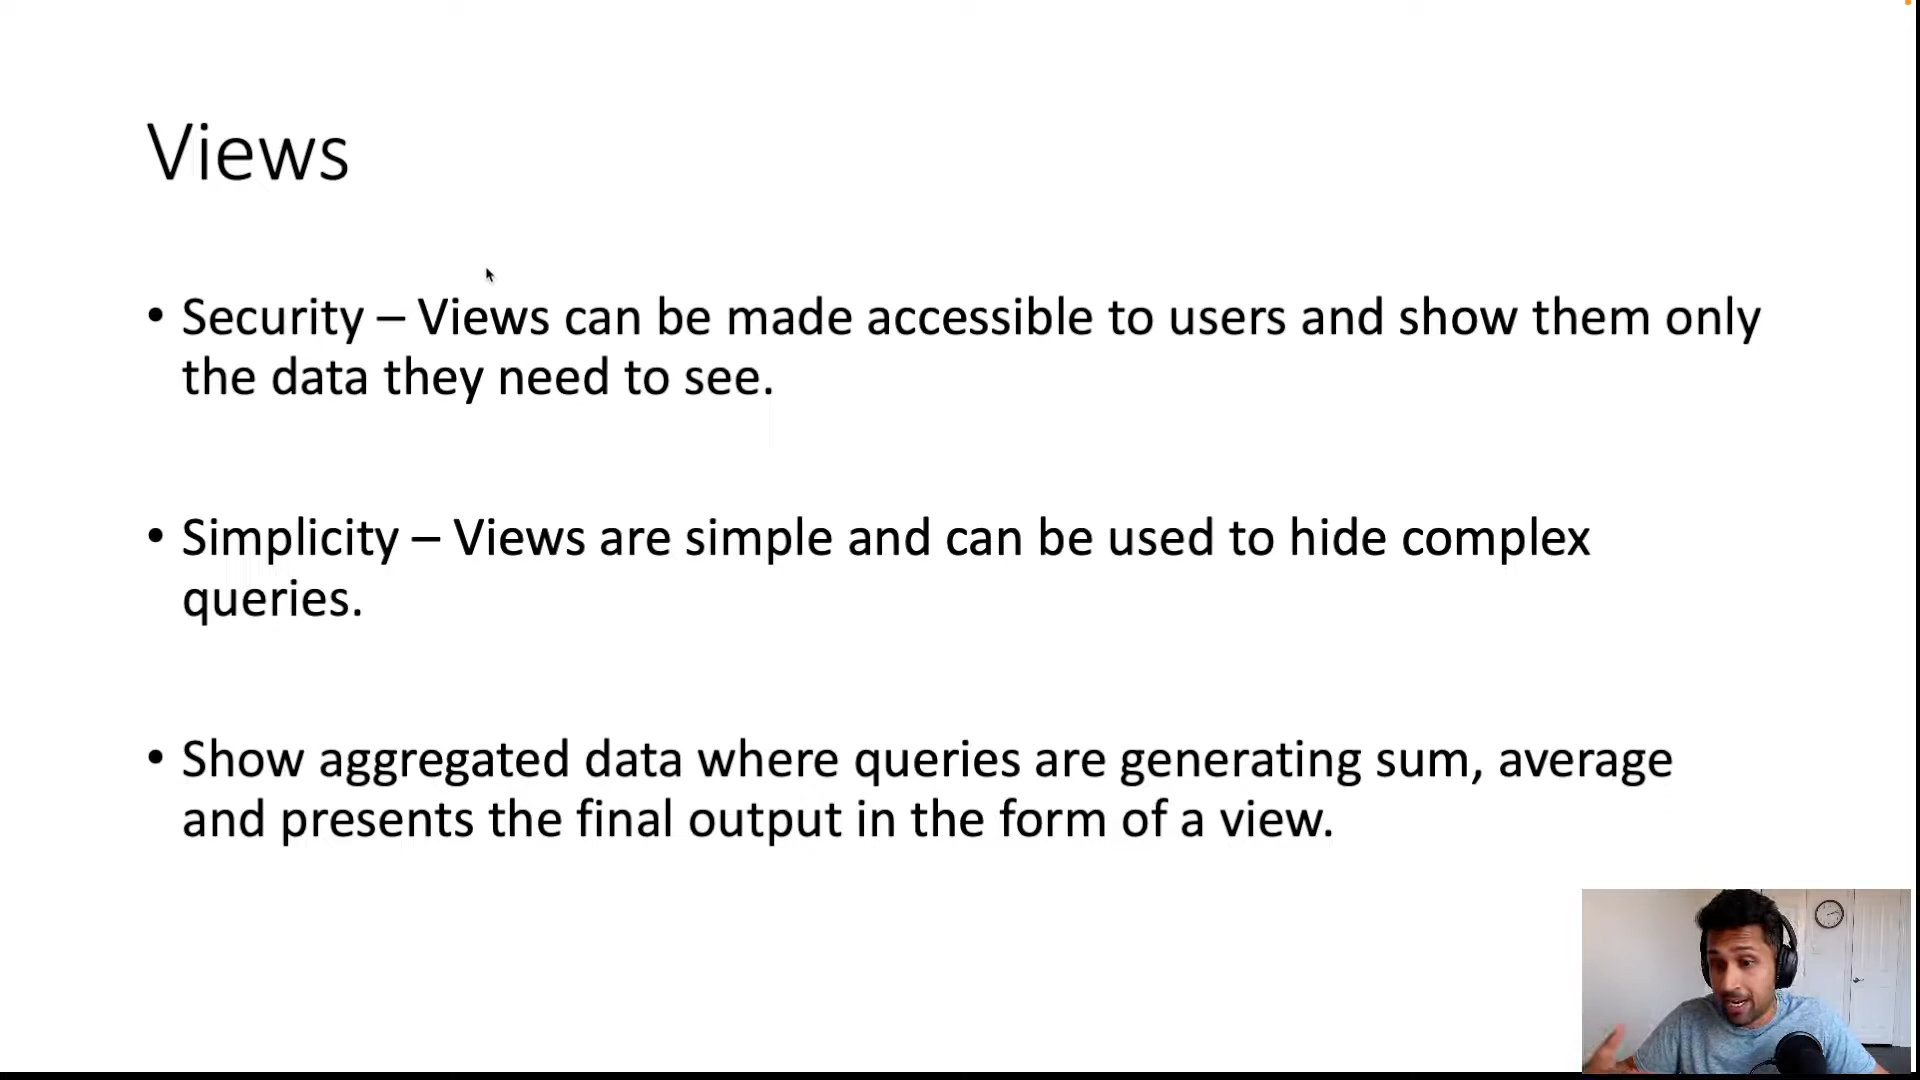 Views
• Security – Views can be made accessible to users and show them only
the data they need to see.
• Simplicity – Views are simple and can be used to hide complex
queries.
• Show aggregated data where queries are generating sum, average
and presents the final output in the form of a view.